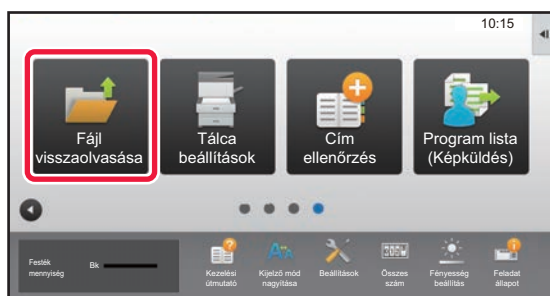 10:15
Fájl
visszaolvasása
Tálca
beállítások
Cím
ellenőrzés
Program lista
(Képküldés)
Festék
mennyiség
Bk
Kezelési
útmutató
Kijelző mód
nagyítása
Beállítások
Összes
szám
Fényesség
beállítás
Feladat
állapot